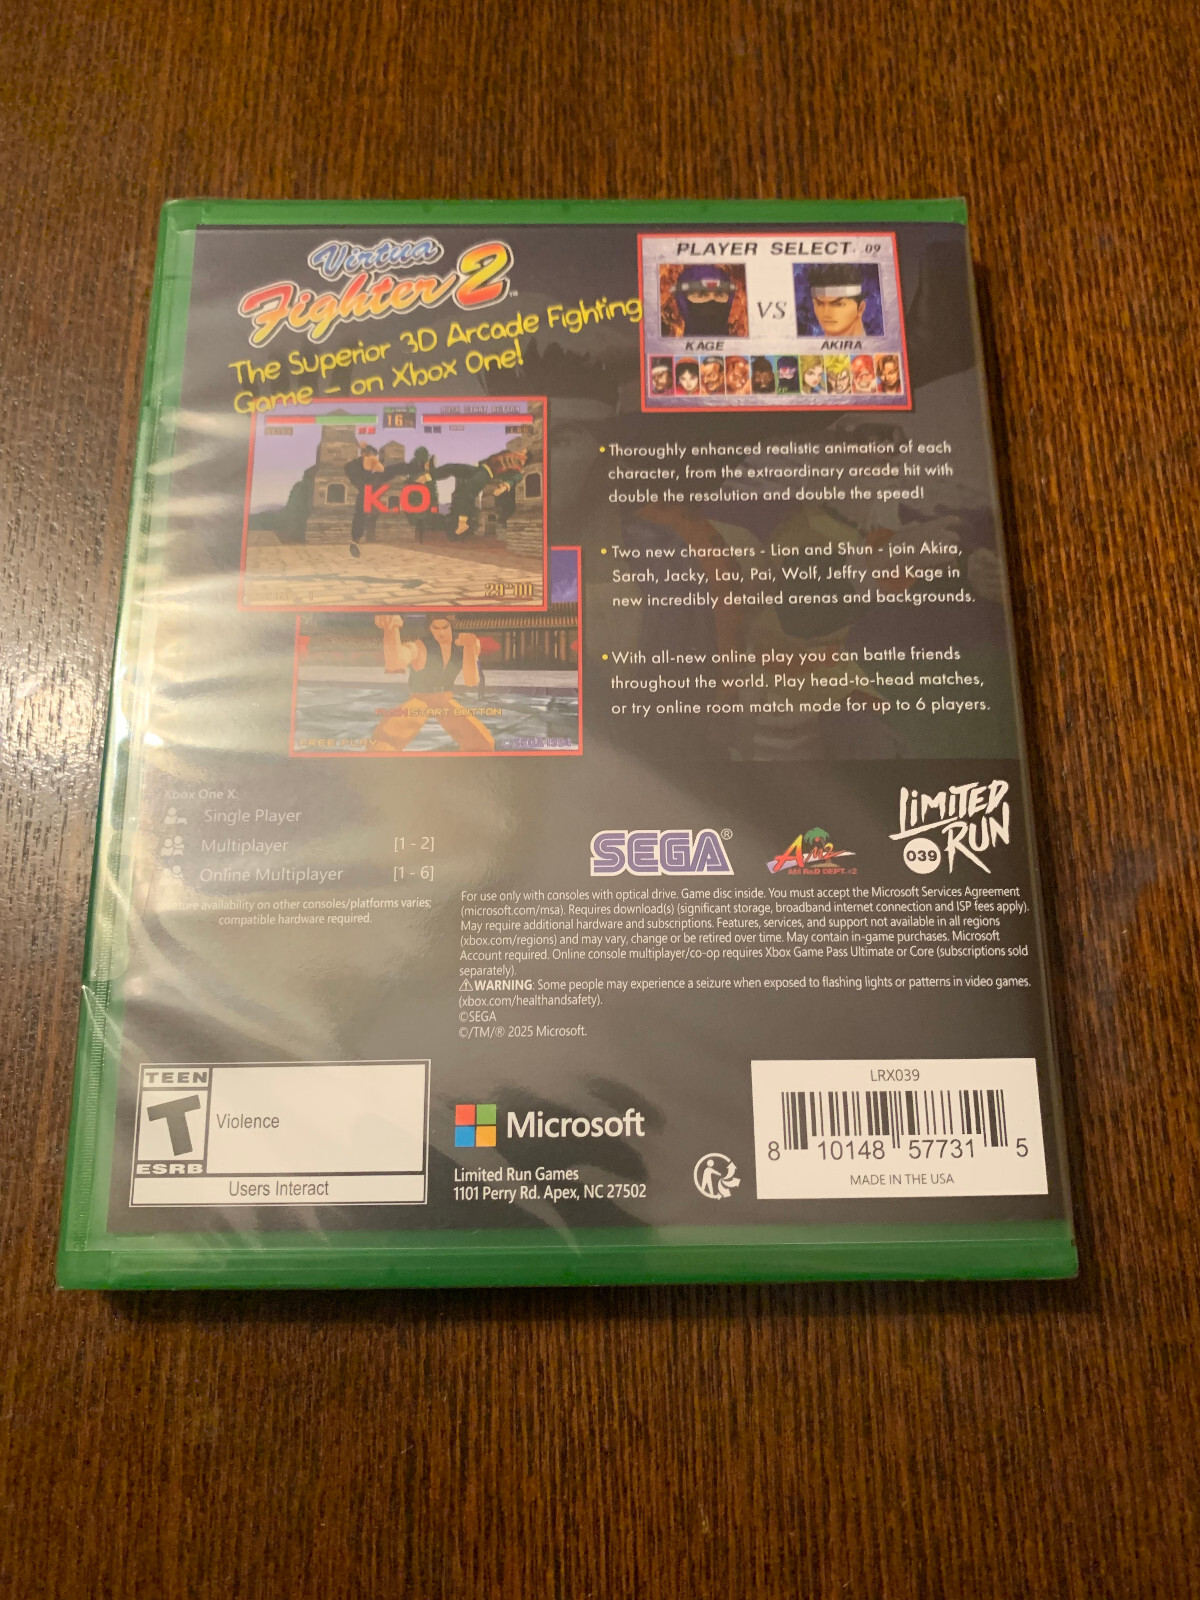 Virtua
Fighter 2™
The Superior 3D Arcade Fighting
Game – on Xbox One!
PLAYER SELECT 09
VS
KAGE AKIRA
16
K.O.
29"00
START BUTTON
FREE PLAY
• Thoroughly enhanced realistic animation of each
character, from the extraordinary arcade hit with
double the resolution and double the speed!
• Two new characters - Lion and Shun - join Akira,
Sarah, Jacky, Lau, Pai, Wolf, Jeffry and Kage in
new incredibly detailed arenas and backgrounds.
• With all-new online play you can battle friends
throughout the world. Play head-to-head matches,
or try online room match mode for up to 6 players.
Xbox One X
Single Player
Multiplayer [1 - 2]
Online Multiplayer [1 - 6]
availability on other consoles/platforms varies;
compatible hardware required.
SEGA®
AM2
AM R&D DEPT.#2
LIMITED
RUN
039
For use only with consoles with optical drive. Game disc inside. You must accept the Microsoft Services Agreement
(microsoft.com/msa). Requires download(s) (significant storage, broadband internet connection and ISP fees apply).
May require additional hardware and subscriptions. Features, services, and support not available in all regions
(xbox.com/regions) and may vary, change or be retired over time. May contain in-game purchases. Microsoft
Account required. Online console multiplayer/co-op requires Xbox Game Pass Ultimate or Core (subscriptions sold
separately).
⚠WARNING: Some people may experience a seizure when exposed to flashing lights or patterns in video games.
(xbox.com/healthandsafety).
©SEGA
©/TM/® 2025 Microsoft.
TEEN
T
ESRB
Violence
Users Interact
Microsoft
Limited Run Games
1101 Perry Rd. Apex, NC 27502
LRX039
8 10148 57731 5
MADE IN THE USA